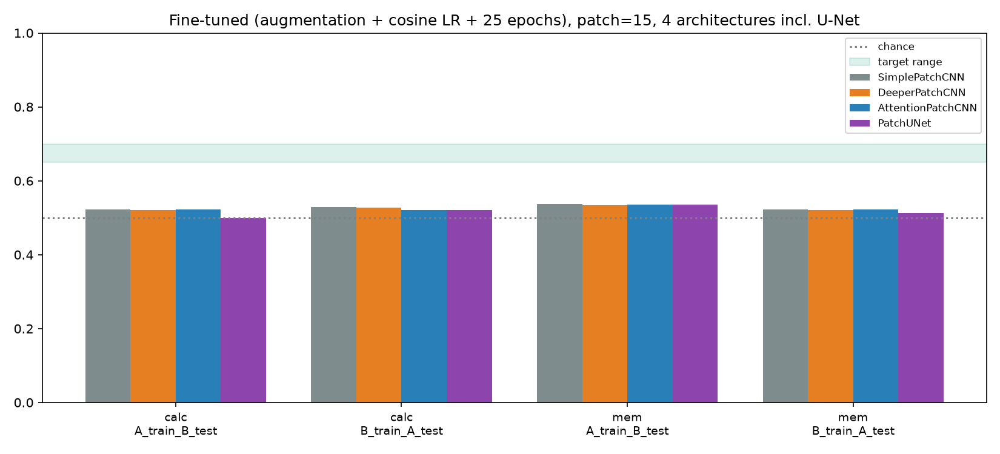 Fine-tuned (augmentation + cosine LR + 25 epochs), patch=15, 4 architectures incl. U-Net
1.0
0.8
0.6
0.4
0.2
0.0
chance
target range
SimplePatchCNN
DeeperPatchCNN
AttentionPatchCNN
PatchUNet
calc
A_train_B_test
calc
B_train_A_test
mem
A_train_B_test
mem
B_train_A_test